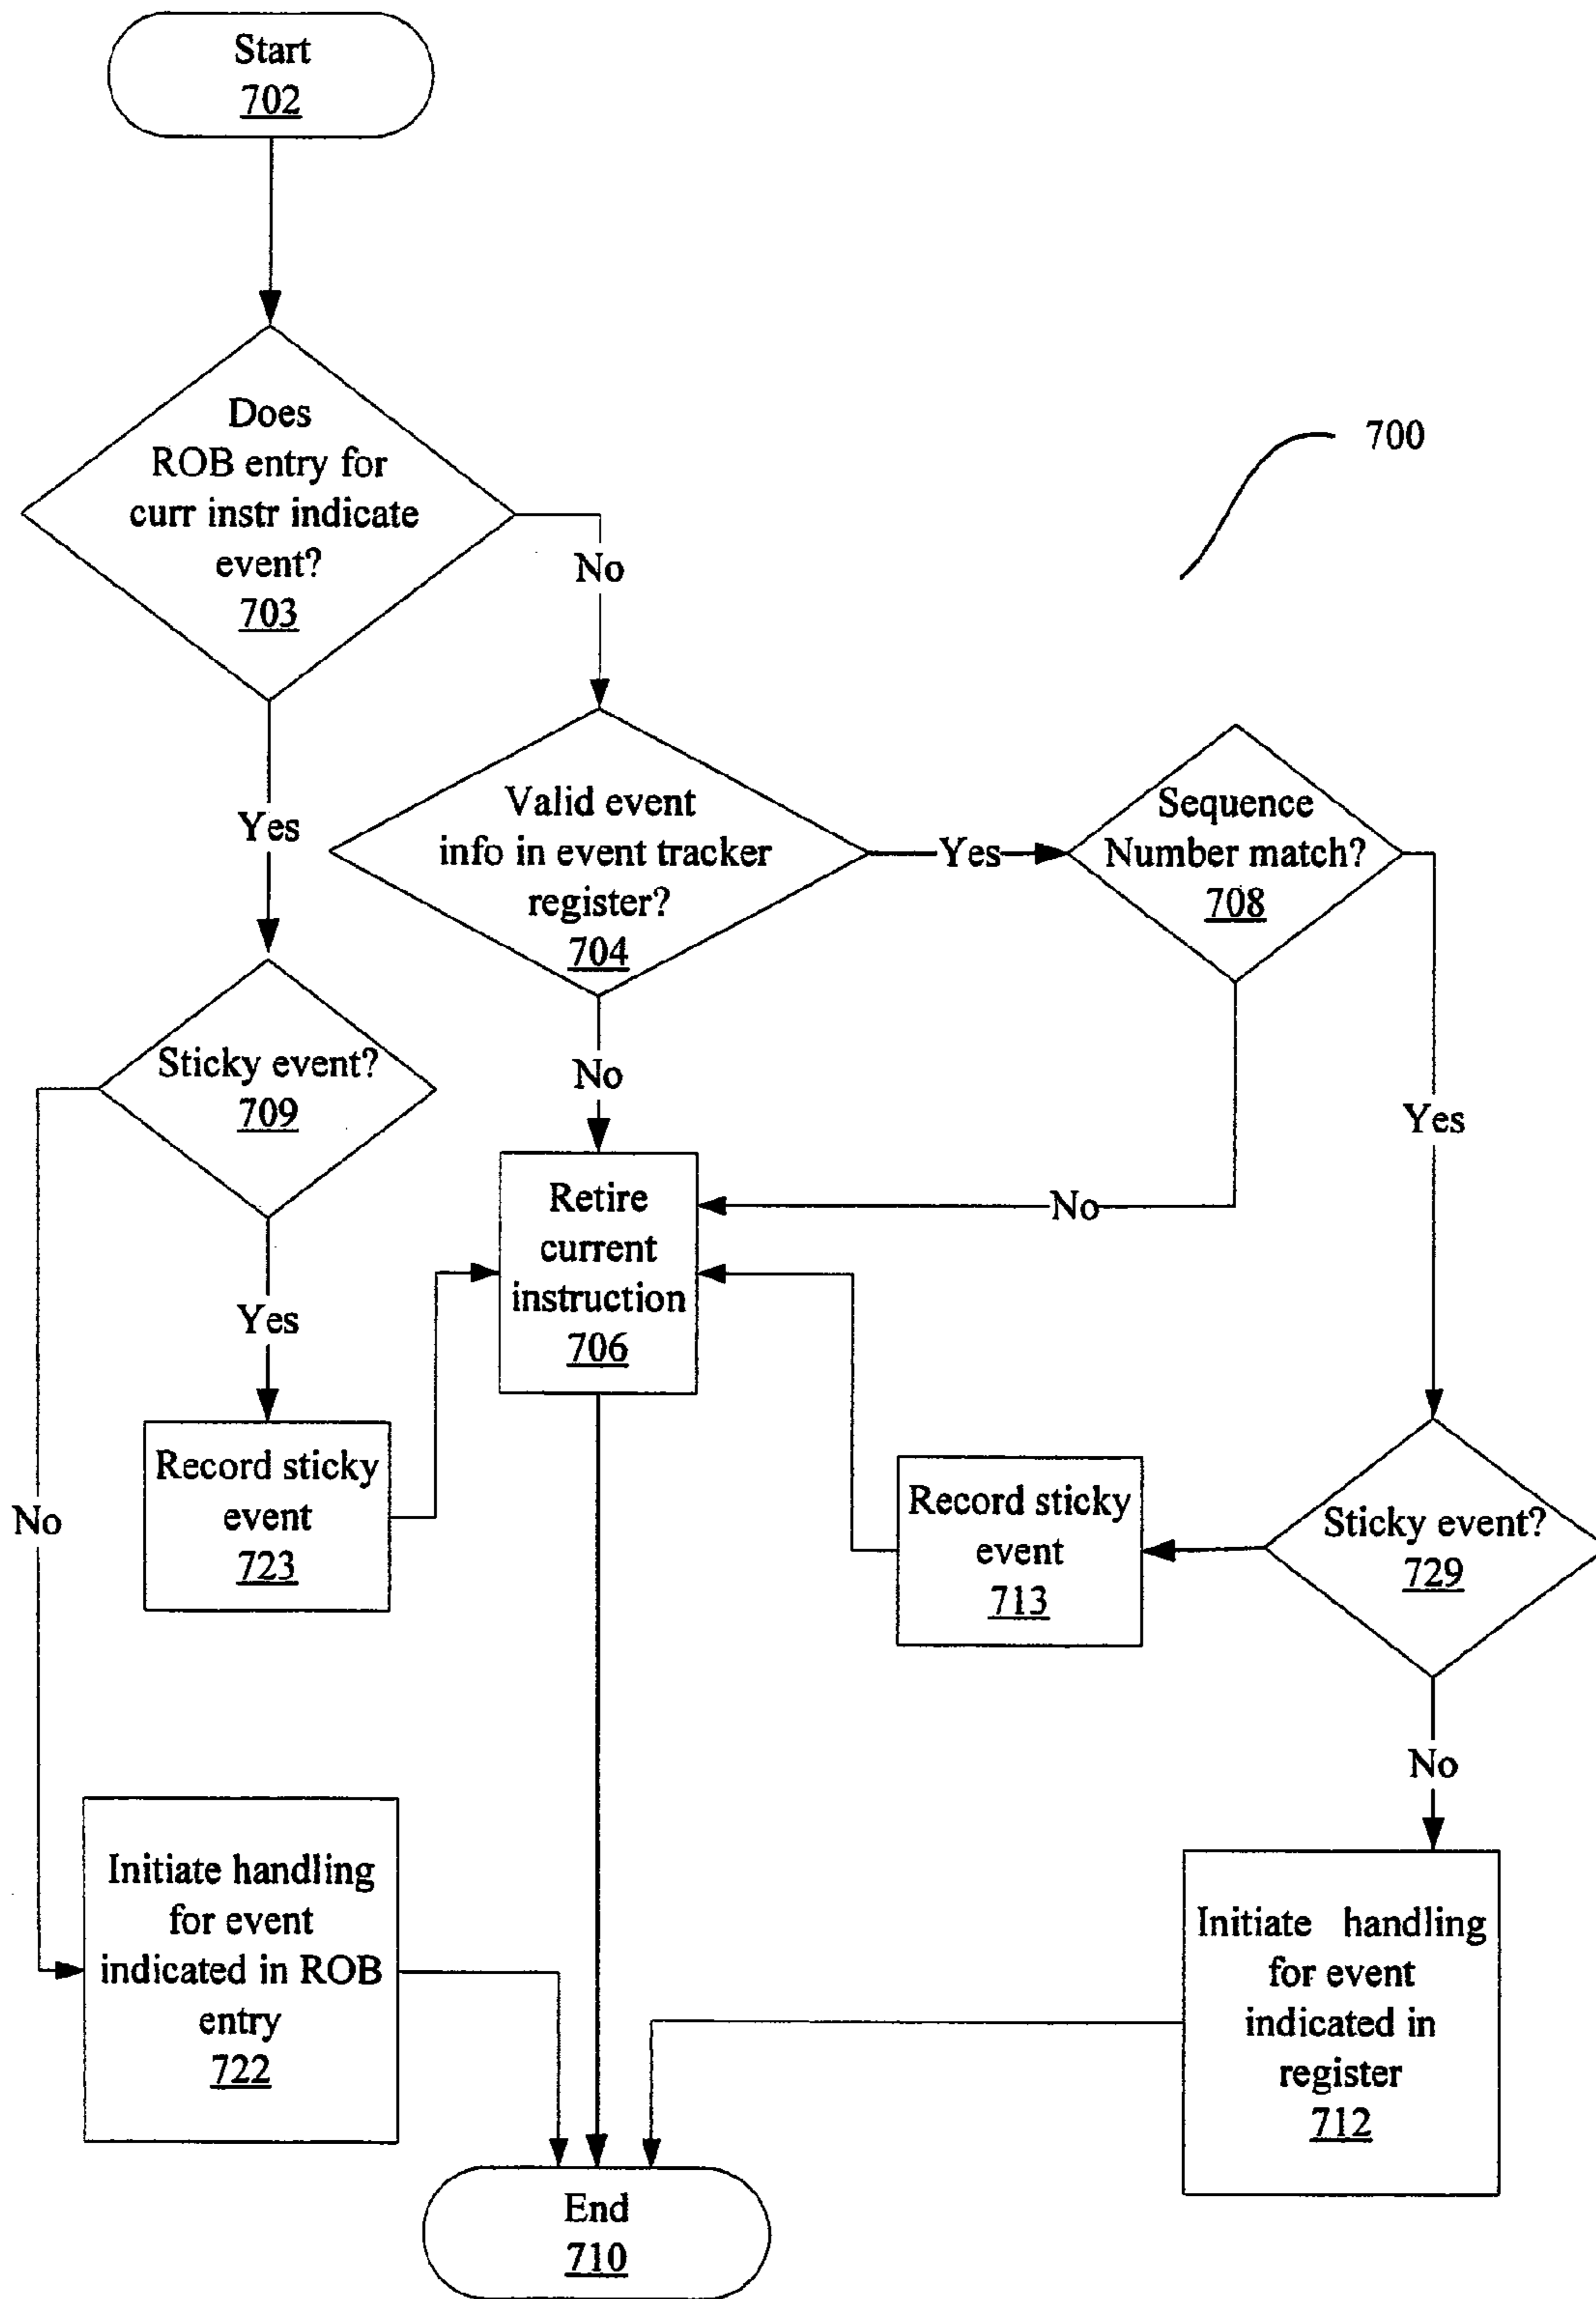 Start
702
Does
ROB entry for
curr instr indicate
event?
703
700
No
Yes
Valid event
info in event tracker
register?
704
Yes
Sequence
Number match?
708
Sticky event?
709
No
Yes
Retire
current
instruction
706
No
Yes
No
Record sticky
event
723
Record sticky
event
713
Sticky event?
729
No
Initiate handling
for event
indicated in ROB
entry
722
Initiate handling
for event
indicated in
register
712
End
710